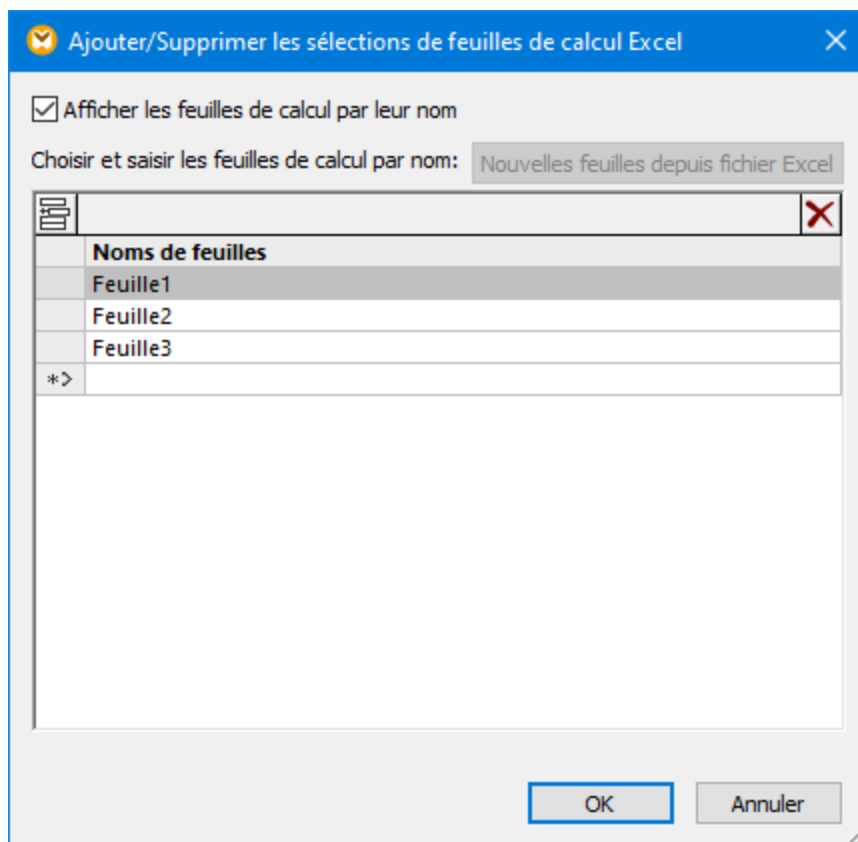 Ajouter/Supprimer les sélections de feuilles de calcul Excel
Afficher les feuilles de calcul par leur nom
Choisir et saisir les feuilles de calcul par nom: Nouvelles feuilles depuis fichier Excel
Noms de feuilles
Feuille1
Feuille2
Feuille3
*>
OK Annuler